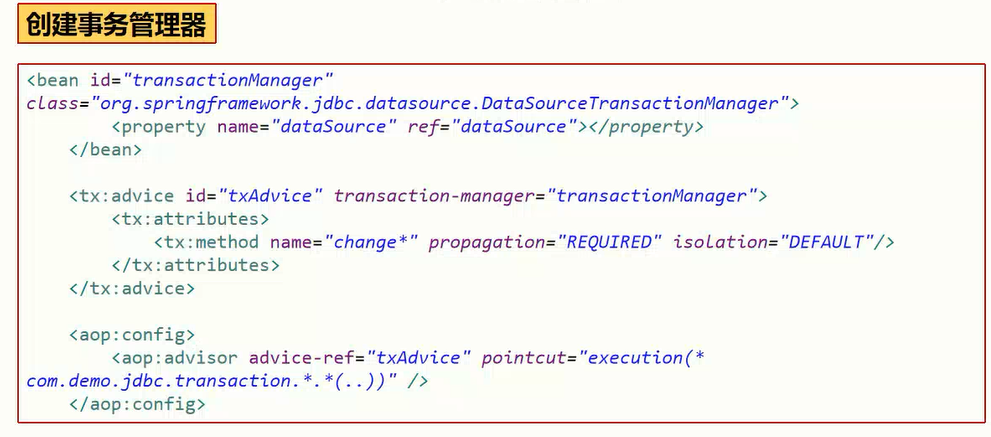 创建事务管理器
<bean id="transactionManager"
class="org.springframework.jdbc.datasource.DataSourceTransactionManager">
<property name="dataSource" ref="dataSource"></property>
</bean>
<tx:advice id="txAdvice" transaction-manager="transactionManager">
<tx:attributes>
<tx:method name="change*" propagation="REQUIRED" isolation="DEFAULT"/>
</tx:attributes>
</tx:advice>
<aop:config>
<aop:advisor advice-ref="txAdvice" pointcut="execution(*
com.demo.jdbc.transaction.*.*(..))" />
</aop:config>